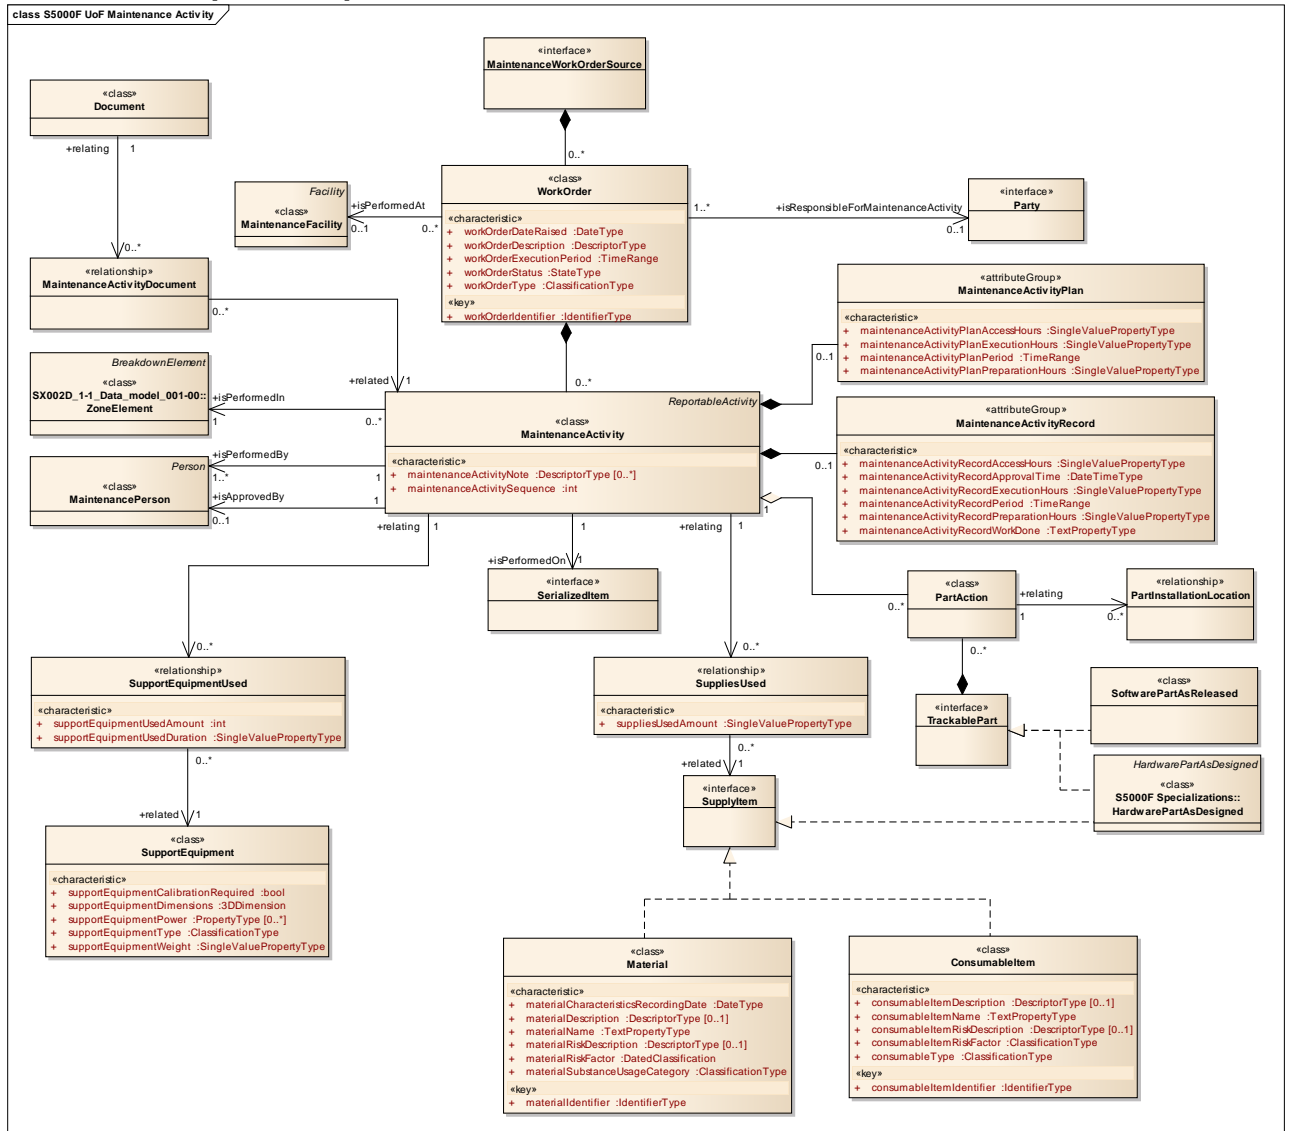 class S5000F UoF Maintenance Activity
«interface»
MaintenanceWorkOrderSource
0..*
«class»
Document
+relating 1
0..*
Facility
«class»
MaintenanceFacility
+isPerformedAt
0..1 0..*
«class»
WorkOrder
«characteristic»
+ workOrderDateRaised :DateType
+ workOrderDescription :DescriptorType
+ workOrderExecutionPeriod :TimeRange
+ workOrderStatus :StateType
+ workOrderType :ClassificationType
«key»
+ workOrderIdentifier :IdentifierType
1..* +isResponsibleForMaintenanceActivity
0..1
«interface»
Party
«relationship»
MaintenanceActivityDocument
0..*
+related 1
0..*
«attributeGroup»
MaintenanceActivityPlan
«characteristic»
+ maintenanceActivityPlanAccessHours :SingleValuePropertyType
+ maintenanceActivityPlanExecutionHours :SingleValuePropertyType
+ maintenanceActivityPlanPeriod :TimeRange
+ maintenanceActivityPlanPreparationHours :SingleValuePropertyType
0..1
BreakdownElement
«class»
SX002D_1-1_Data_model_001-00::
ZoneElement
+isPerformedIn
1 0..*
ReportableActivity
«class»
MaintenanceActivity
«characteristic»
+ maintenanceActivityNote :DescriptorType [0..*]
+ maintenanceActivitySequence :int
«attributeGroup»
MaintenanceActivityRecord
«characteristic»
+ maintenanceActivityRecordAccessHours :SingleValuePropertyType
+ maintenanceActivityRecordApprovalTime :DateTimeType
+ maintenanceActivityRecordExecutionHours :SingleValuePropertyType
+ maintenanceActivityRecordPeriod :TimeRange
+ maintenanceActivityRecordPreparationHours :SingleValuePropertyType
+ maintenanceActivityRecordWorkDone :TextPropertyType
0..1
Person
«class»
MaintenancePerson
+isPerformedBy
1..* 1
+isApprovedBy
0..1 1
+relating 1
1
+relating 1
1
+isPerformedOn 1
«interface»
SerializedItem
«class»
PartAction
0..*
+relating
1 0..*
«relationship»
PartInstallationLocation
0..*
0..*
0..*
«relationship»
SupportEquipmentUsed
«characteristic»
+ supportEquipmentUsedAmount :int
+ supportEquipmentUsedDuration :SingleValuePropertyType
0..*
+related 1
«relationship»
SuppliesUsed
«characteristic»
+ suppliesUsedAmount :SingleValuePropertyType
0..*
+related 1
«interface»
TrackablePart
«class»
SoftwarePartAsReleased
HardwarePartAsDesigned
«class»
S5000F Specializations::
HardwarePartAsDesigned
«interface»
SupplyItem
«class»
SupportEquipment
«characteristic»
+ supportEquipmentCalibrationRequired :bool
+ supportEquipmentDimensions :3DDimension
+ supportEquipmentPower :PropertyType [0..*]
+ supportEquipmentType :ClassificationType
+ supportEquipmentWeight :SingleValuePropertyType
«class»
Material
«characteristic»
+ materialCharacteristicsRecordingDate :DateType
+ materialDescription :DescriptorType [0..1]
+ materialName :TextPropertyType
+ materialRiskDescription :DescriptorType [0..1]
+ materialRiskFactor :DatedClassification
+ materialSubstanceUsageCategory :ClassificationType
«key»
+ materialIdentifier :IdentifierType
«class»
ConsumableItem
«characteristic»
+ consumableItemDescription :DescriptorType [0..1]
+ consumableItemName :TextPropertyType
+ consumableItemRiskDescription :DescriptorType [0..1]
+ consumableItemRiskFactor :ClassificationType
+ consumableType :ClassificationType
«key»
+ consumableItemIdentifier :IdentifierType